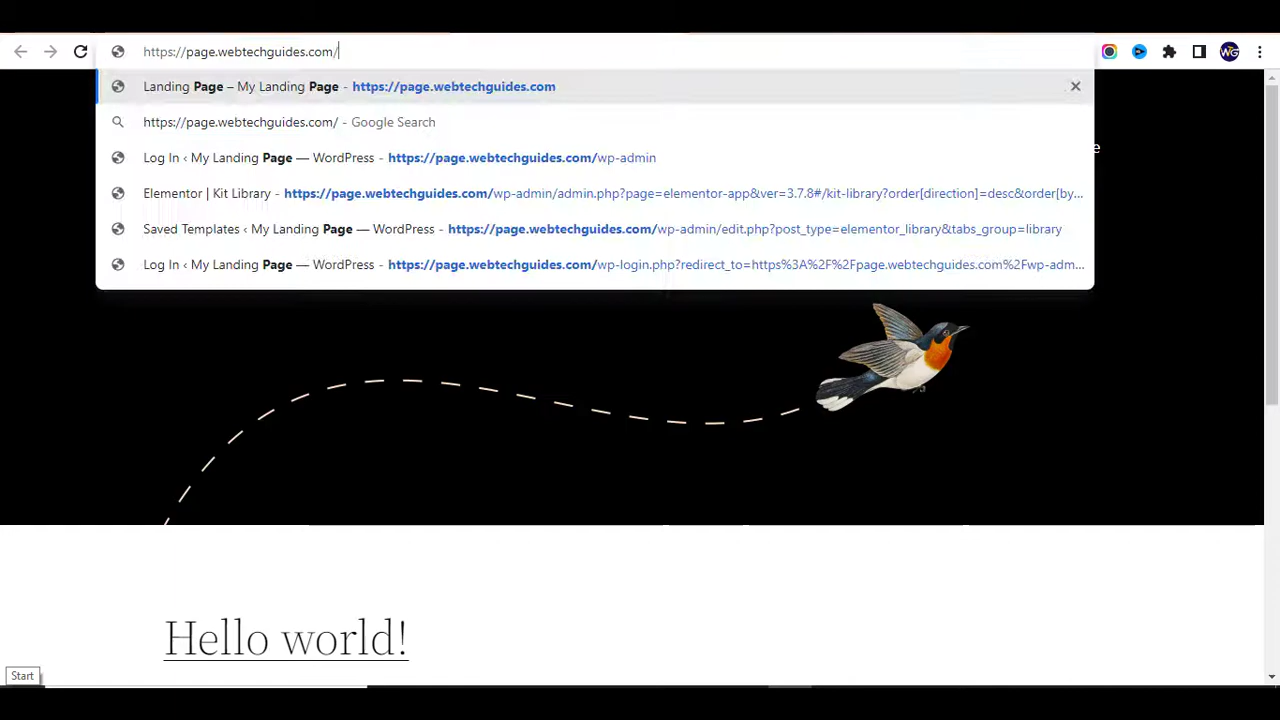 https://page.webtechguides.com/
WG
Landing Page – My Landing Page - https://page.webtechguides.com
https://page.webtechguides.com/ - Google Search
e
Log In ‹ My Landing Page — WordPress - https://page.webtechguides.com/wp-admin
Elementor | Kit Library - https://page.webtechguides.com/wp-admin/admin.php?page=elementor-app&ver=3.7.8#/kit-library?order[direction]=desc&order[by...
Saved Templates ‹ My Landing Page — WordPress - https://page.webtechguides.com/wp-admin/edit.php?post_type=elementor_library&tabs_group=library
Log In ‹ My Landing Page — WordPress - https://page.webtechguides.com/wp-login.php?redirect_to=https%3A%2F%2Fpage.webtechguides.com%2Fwp-adm...
Hello world!
Start